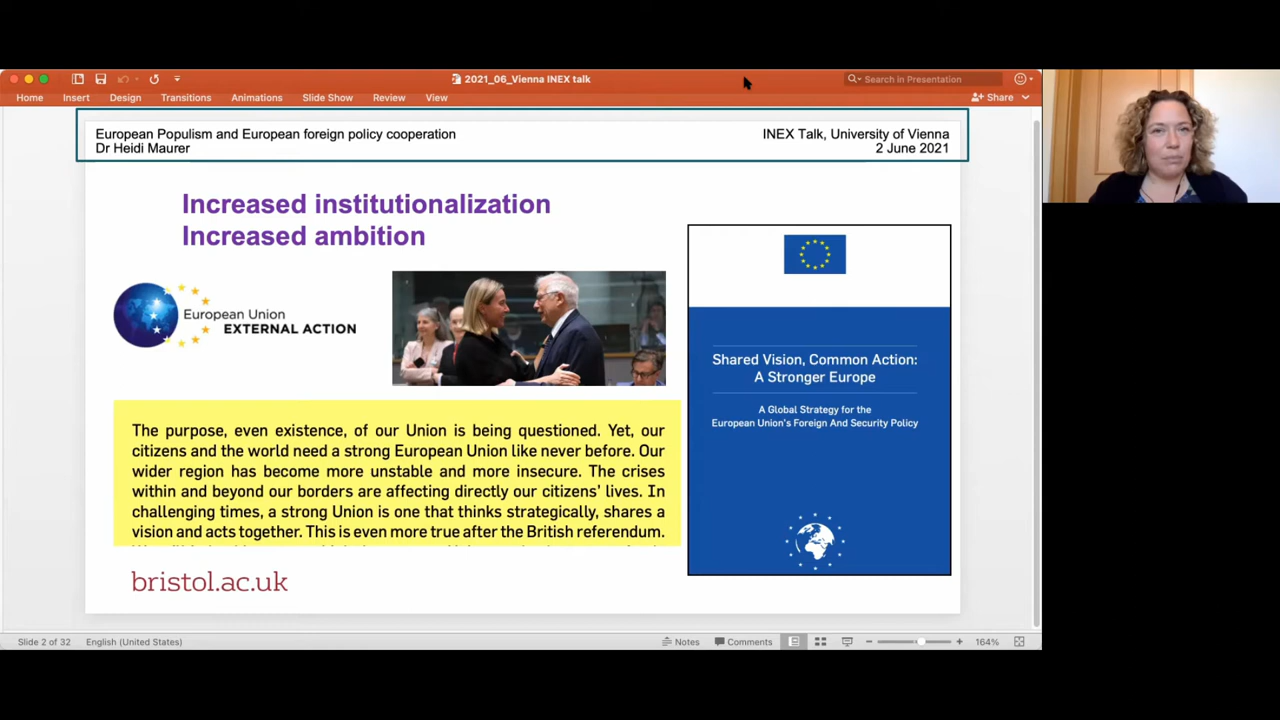 2021_06_Vienna INEX talk
Search in Presentation
Home Insert Design Transitions Animations Slide Show Review View Share
European Populism and European foreign policy cooperation
Dr Heidi Maurer
INEX Talk, University of Vienna
2 June 2021
Increased institutionalization
Increased ambition
European Union
EXTERNAL ACTION
The purpose, even existence, of our Union is being questioned. Yet, our
citizens and the world need a strong European Union like never before. Our
wider region has become more unstable and more insecure. The crises
within and beyond our borders are affecting directly our citizens' lives. In
challenging times, a strong Union is one that thinks strategically, shares a
vision and acts together. This is even more true after the British referendum.
Shared Vision, Common Action:
A Stronger Europe
A Global Strategy for the
European Union's Foreign And Security Policy
bristol.ac.uk
Slide 2 of 32 English (United States) Notes Comments 164%